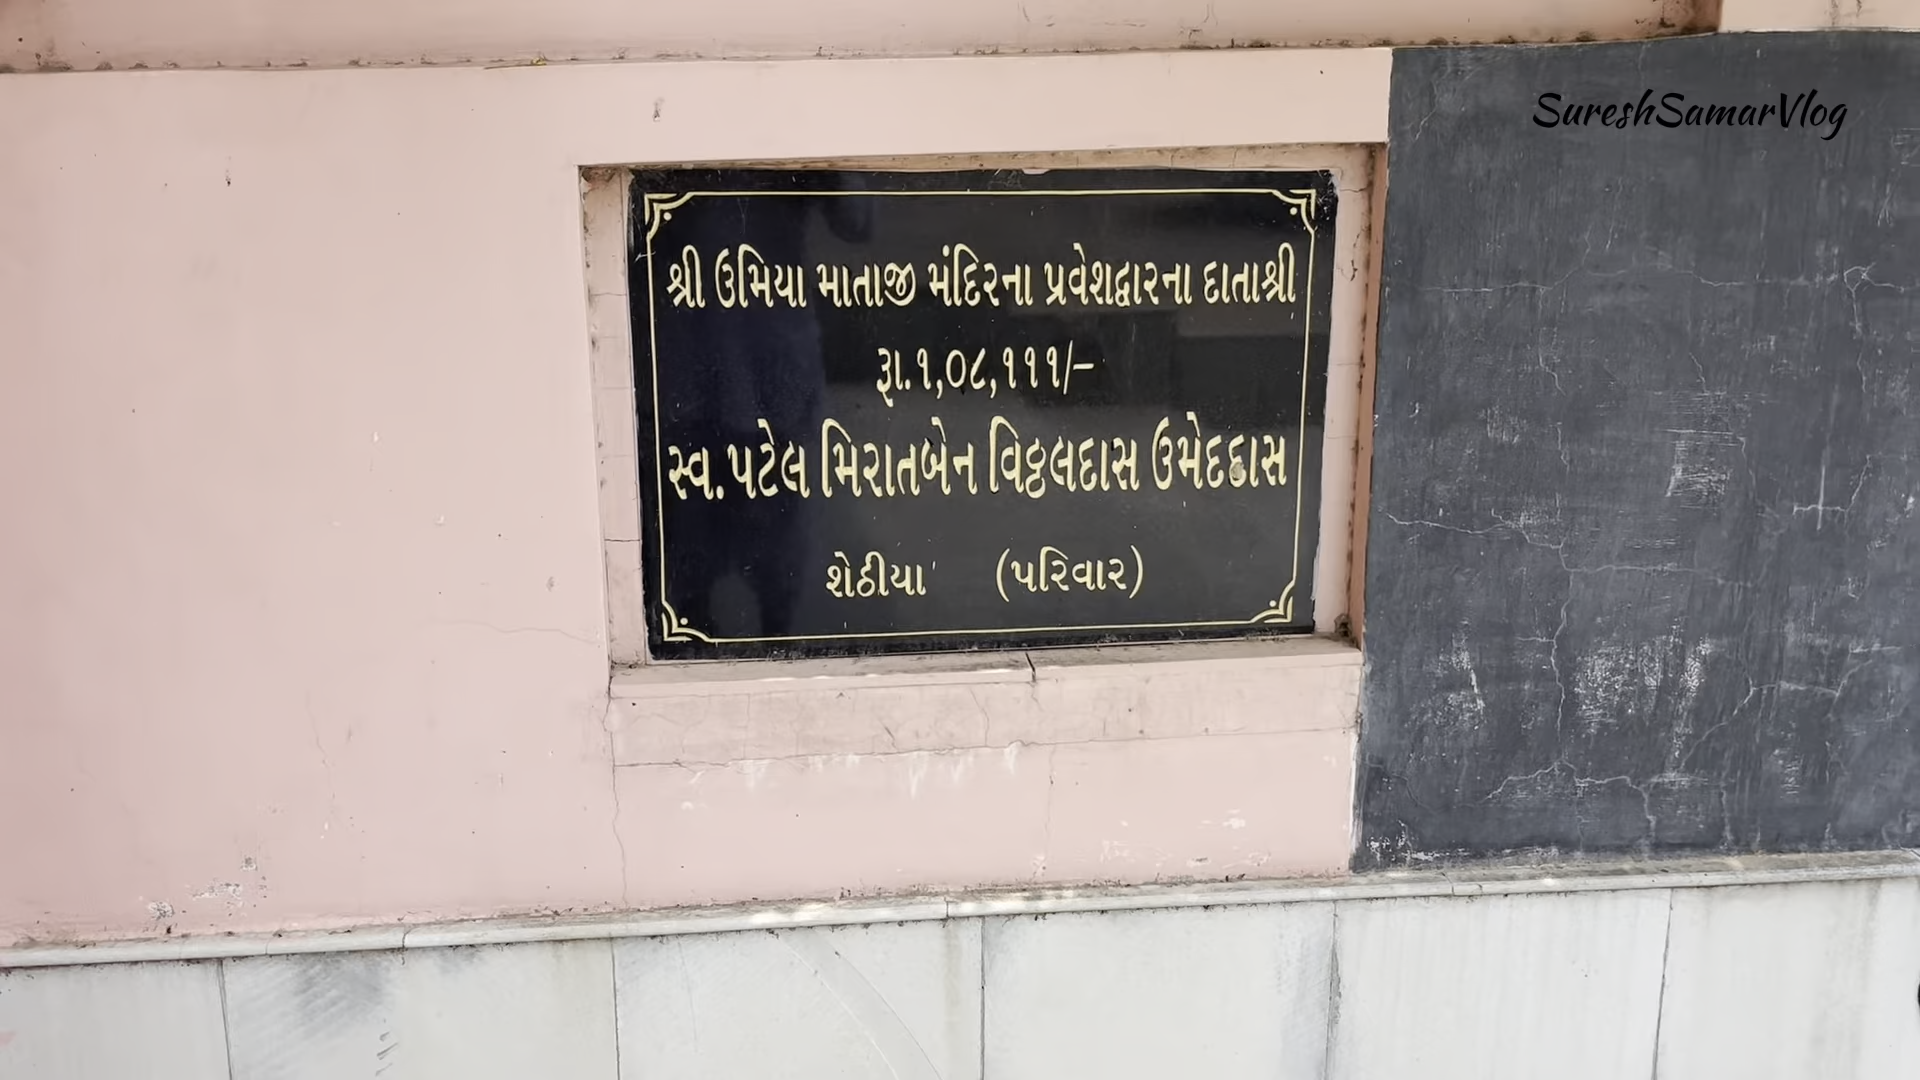 SureshSamarVlog
શ્રી ઉમિયા માતાજી મંદિરના પ્રવેશદ્વારના દાતાશ્રી
રૂા.૧,૦૮,૧૧૧/-
સ્વ. પટેલ મિરાતબેન વિઠ્ઠલદાસ ઉમેદદાસ
શેઠીયા (પરિવાર)